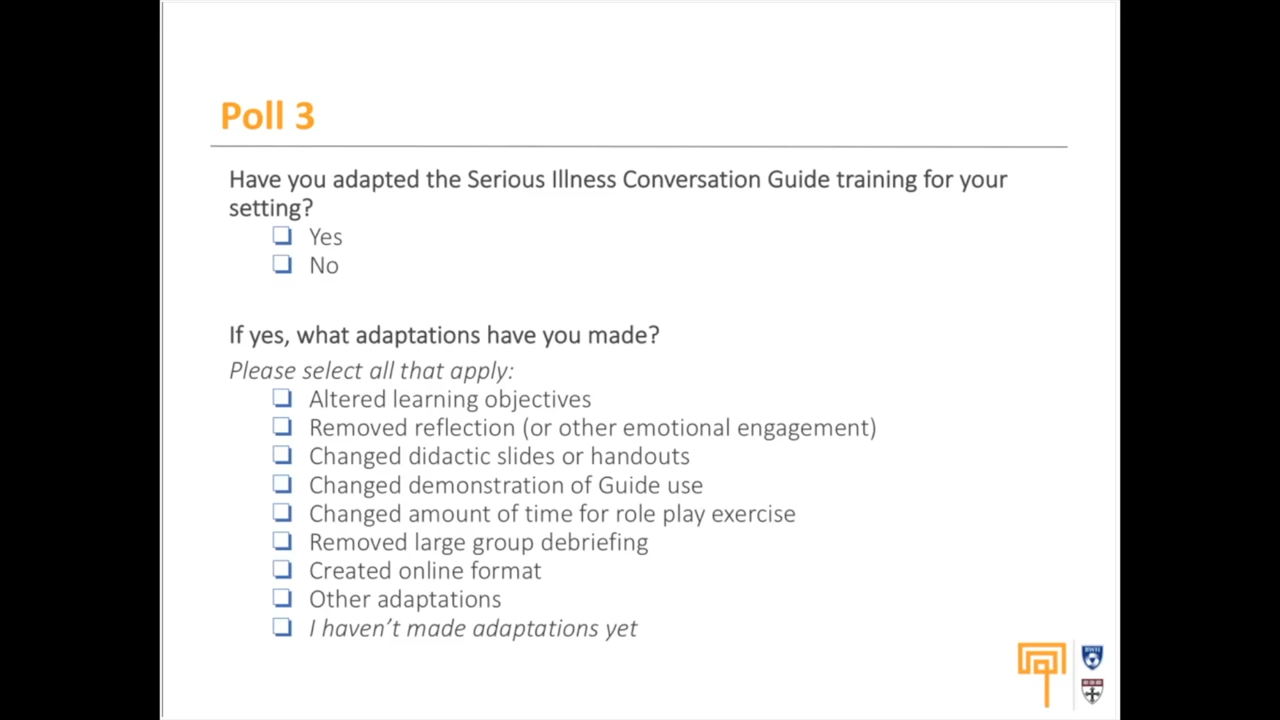 Poll 3
Have you adapted the Serious Illness Conversation Guide training for your
setting?
Yes
No
If yes, what adaptations have you made?
Please select all that apply:
Altered learning objectives
Removed reflection (or other emotional engagement)
Changed didactic slides or handouts
Changed demonstration of Guide use
Changed amount of time for role play exercise
Removed large group debriefing
Created online format
Other adaptations
I haven't made adaptations yet
BWH